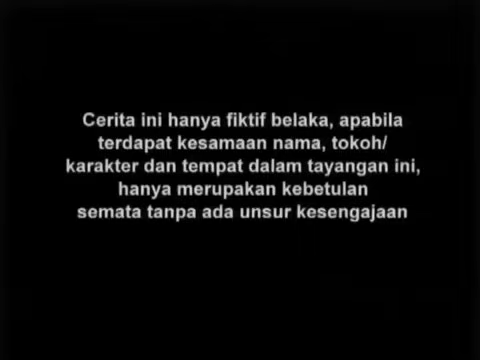 Cerita ini hanya fiktif belaka, apabila
terdapat kesamaan nama, tokoh/
karakter dan tempat dalam tayangan ini,
hanya merupakan kebetulan
semata tanpa ada unsur kesengajaan